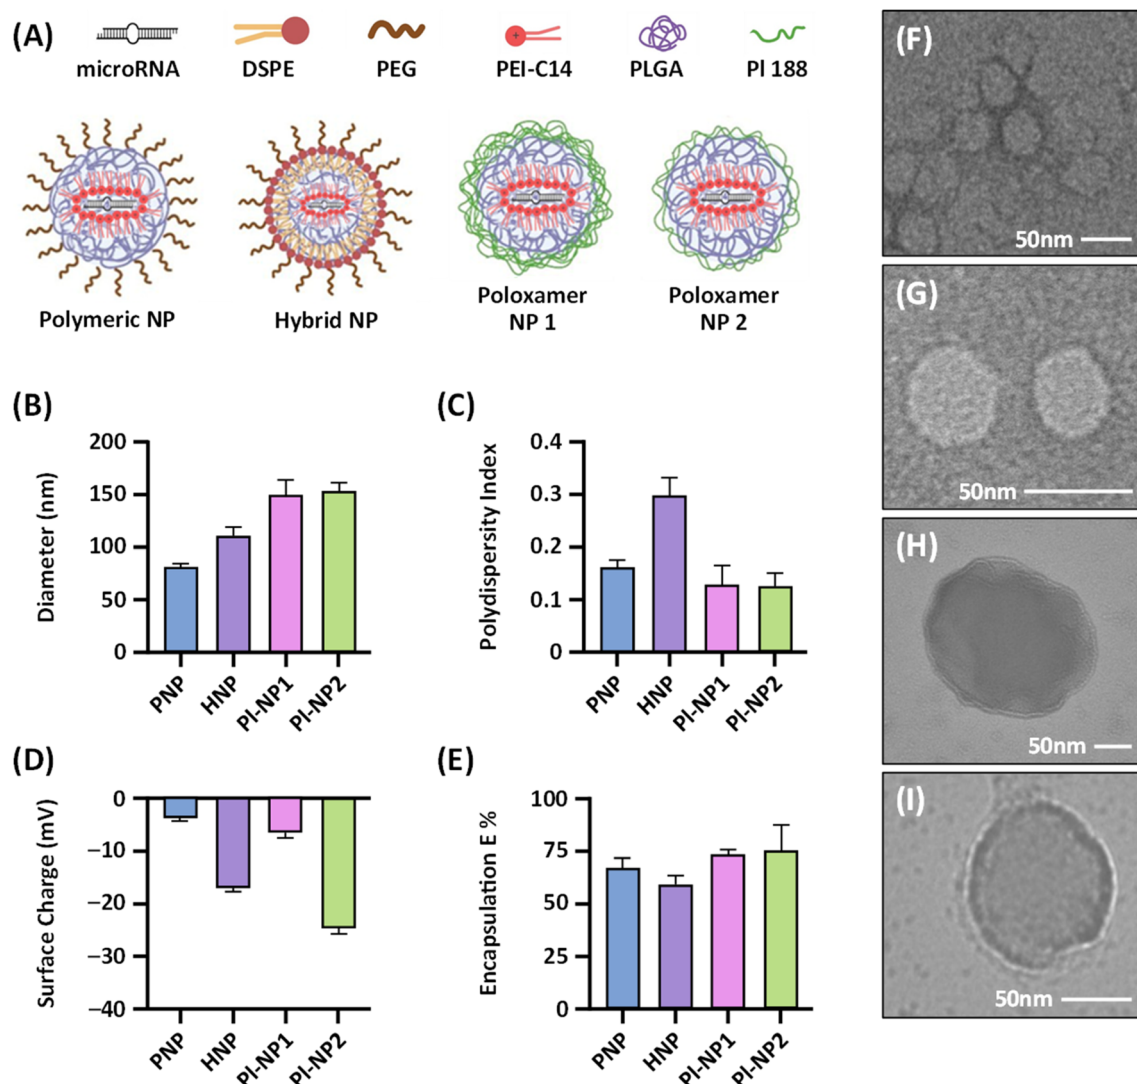 (A)
microRNA DSPE PEG PEI-C14 PLGA Pl 188
+
Polymeric NP Hybrid NP Poloxamer NP 1 Poloxamer NP 2
(B)
Diameter (nm)
200
150
100
50
0
PNP HNP Pl-NP1 Pl-NP2
(C)
Polydispersity Index
0.4
0.3
0.2
0.1
0
PNP HNP Pl-NP1 Pl-NP2
(D)
Surface Charge (mV)
0
–10
–20
–30
–40
PNP HNP Pl-NP1 Pl-NP2
(E)
Encapsulation E %
100
75
50
25
0
PNP HNP Pl-NP1 Pl-NP2
(F)
50nm
(G)
50nm
(H)
50nm
(I)
50nm